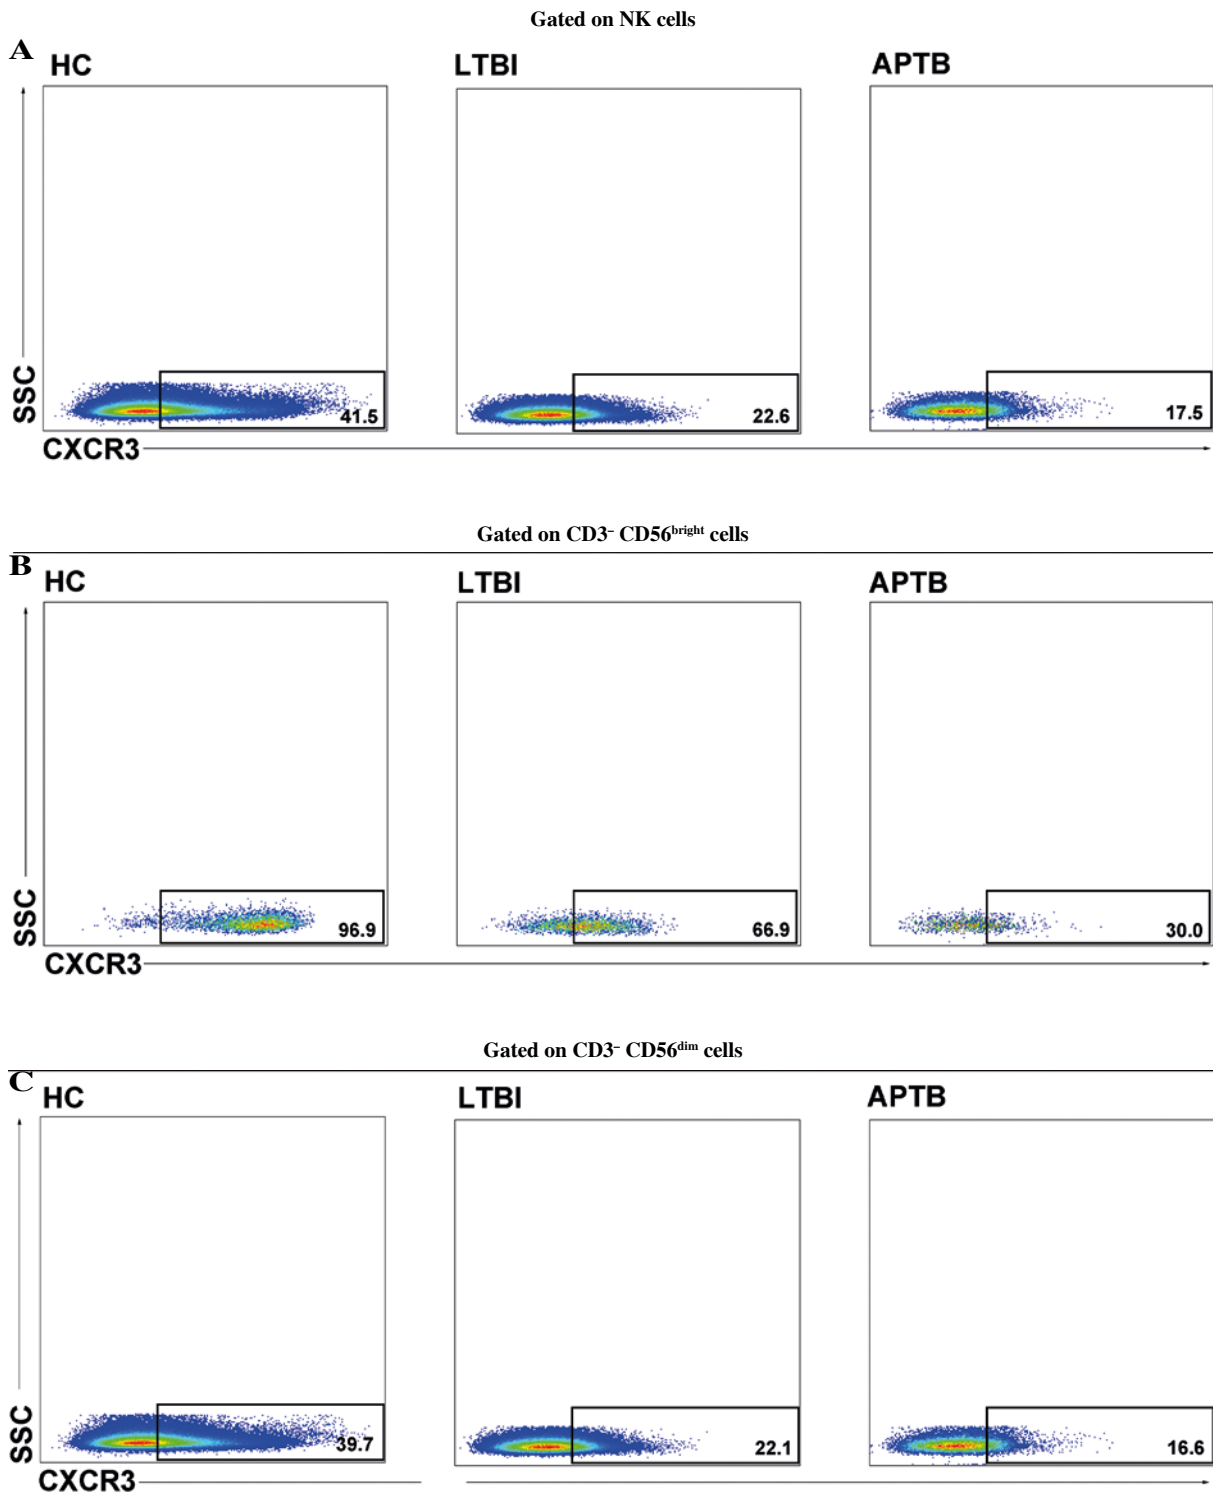 Gated on NK cells
A
HC LTBI APTB
SSC
41.5 22.6 17.5
CXCR3
Gated on CD3⁻ CD56ᵇʳⁱᵍʰᵗ cells
B
HC LTBI APTB
SSC
96.9 66.9 30.0
CXCR3
Gated on CD3⁻ CD56ᵈⁱᵐ cells
C
HC LTBI APTB
SSC
39.7 22.1 16.6
CXCR3